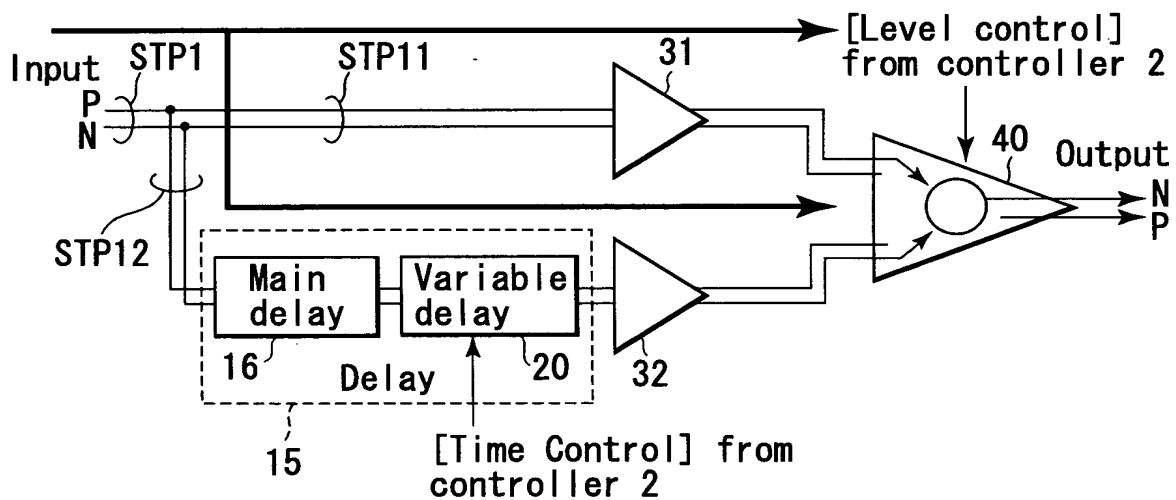 STP1
STP11
31
[Level control]
from controller 2
Input
P
N
40
Output
N
P
STP12
Main
delay
Variable
delay
16
20
32
Delay
15
[Time Control] from
controller 2